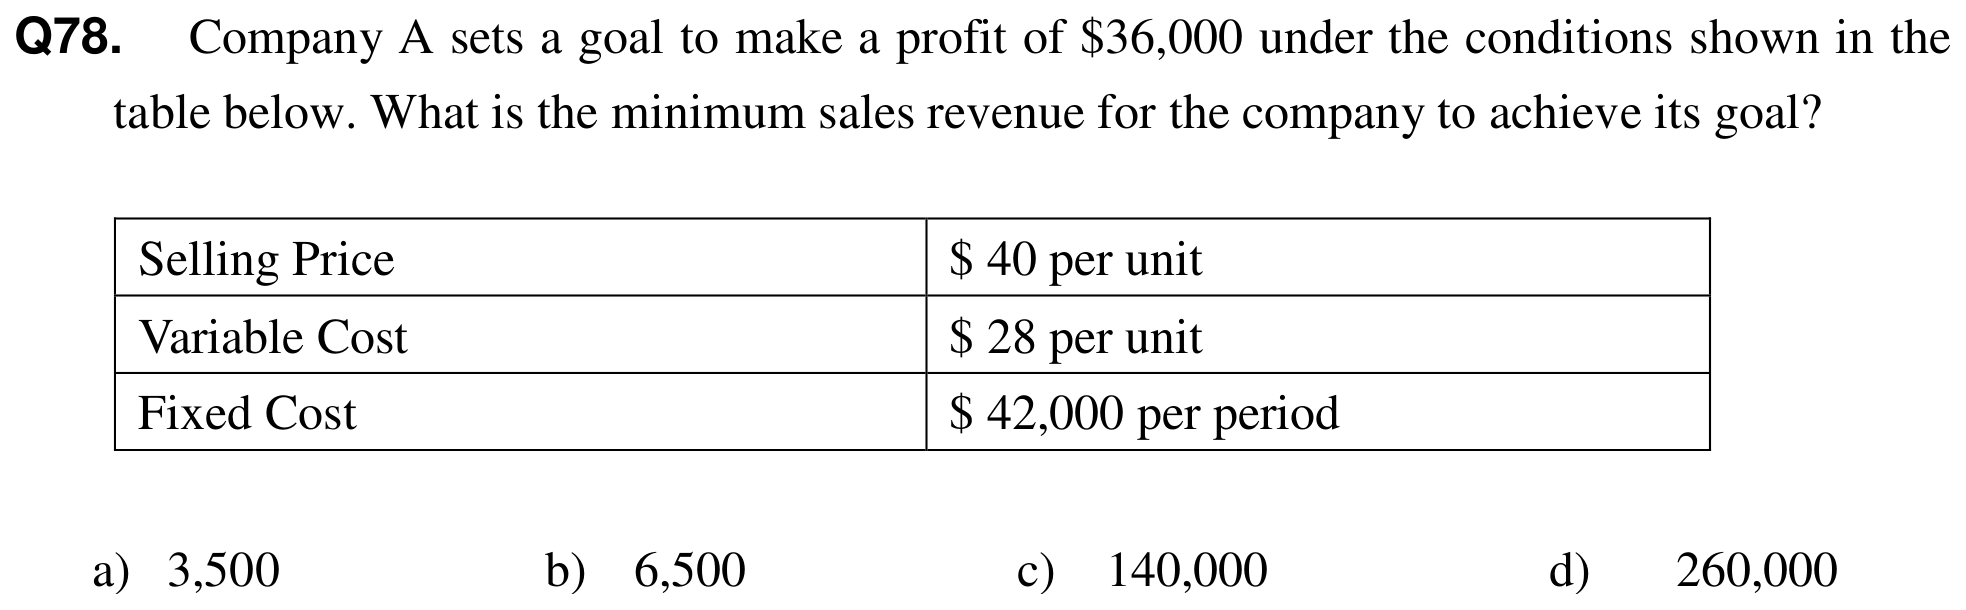 Q78. Company A sets a goal to make a profit of $36,000 under the conditions shown in the
table below. What is the minimum sales revenue for the company to achieve its goal?
Selling Price $ 40 per unit
Variable Cost $ 28 per unit
Fixed Cost $ 42,000 per period
a) 3,500 b) 6,500 c) 140,000 d) 260,000